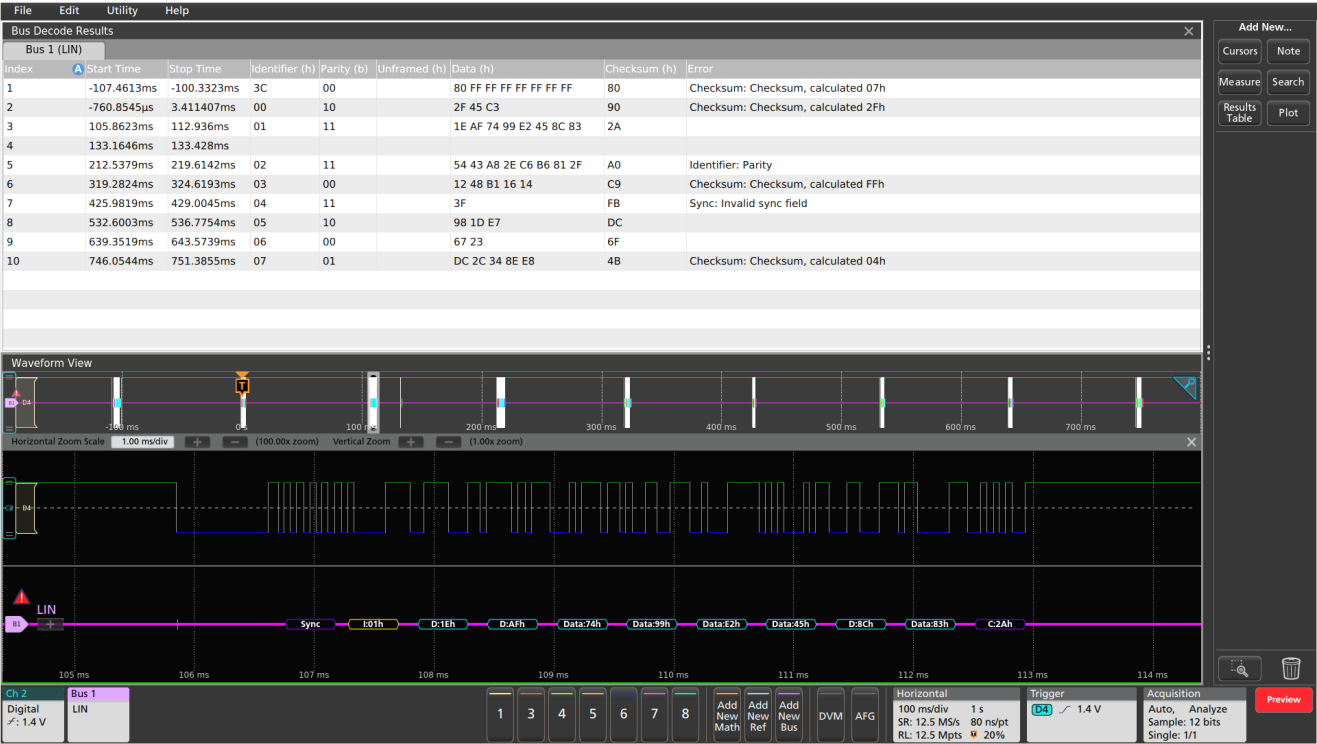 File Edit Utility Help
Bus Decode Results
Bus 1 (LIN)
Index A Start Time Stop Time Identifier (h) Parity (b) Unframed (h) Data (h) Checksum (h) Error
1 -107.4613ms -100.3323ms 3C 00 80 FF FF FF FF FF FF FF 80 Checksum: Checksum, calculated 07h
2 -760.8545µs 3.411407ms 00 10 2F 45 C3 90 Checksum: Checksum, calculated 2Fh
3 105.8623ms 112.936ms 01 11 1E AF 74 99 E2 45 8C 83 2A
4 133.1646ms 133.428ms
5 212.5379ms 219.6142ms 02 11 54 43 A8 2E C6 B6 81 2F A0 Identifier: Parity
6 319.2824ms 324.6193ms 03 00 12 48 B1 16 14 C9 Checksum: Checksum, calculated FFh
7 425.9819ms 429.0045ms 04 11 3F FB Sync: Invalid sync field
8 532.6003ms 536.7754ms 05 10 98 1D E7 DC
9 639.3519ms 643.5739ms 06 00 67 23 6F
10 746.0544ms 751.3855ms 07 01 DC 2C 34 8E E8 4B Checksum: Checksum, calculated 04h
Waveform View
T
B1 D4
200 ms 300 ms 400 ms 500 ms 600 ms 700 ms
Horizontal Zoom Scale 1.00 ms/div + − (100.00x zoom) Vertical Zoom + − (1.00x zoom)
C2 D4
LIN
B1 + Sync I:01h D:1Eh D:AFh Data:74h Data:99h Data:E2h Data:45h D:8Ch Data:83h C:2Ah
105 ms 106 ms 107 ms 108 ms 109 ms 110 ms 111 ms 112 ms 113 ms 114 ms
Ch 2
Digital
: 1.4 V
Bus 1
LIN
1 3 4 5 6 7 8
Add New Math
Add New Ref
Add New Bus
DVM AFG
Horizontal
100 ms/div 1 s
SR: 12.5 MS/s 80 ns/pt
RL: 12.5 Mpts 20%
Trigger
D4 1.4 V
Acquisition
Auto, Analyze
Sample: 12 bits
Single: 1/1
Add New...
Cursors Note
Measure Search
Results Table Plot
Preview